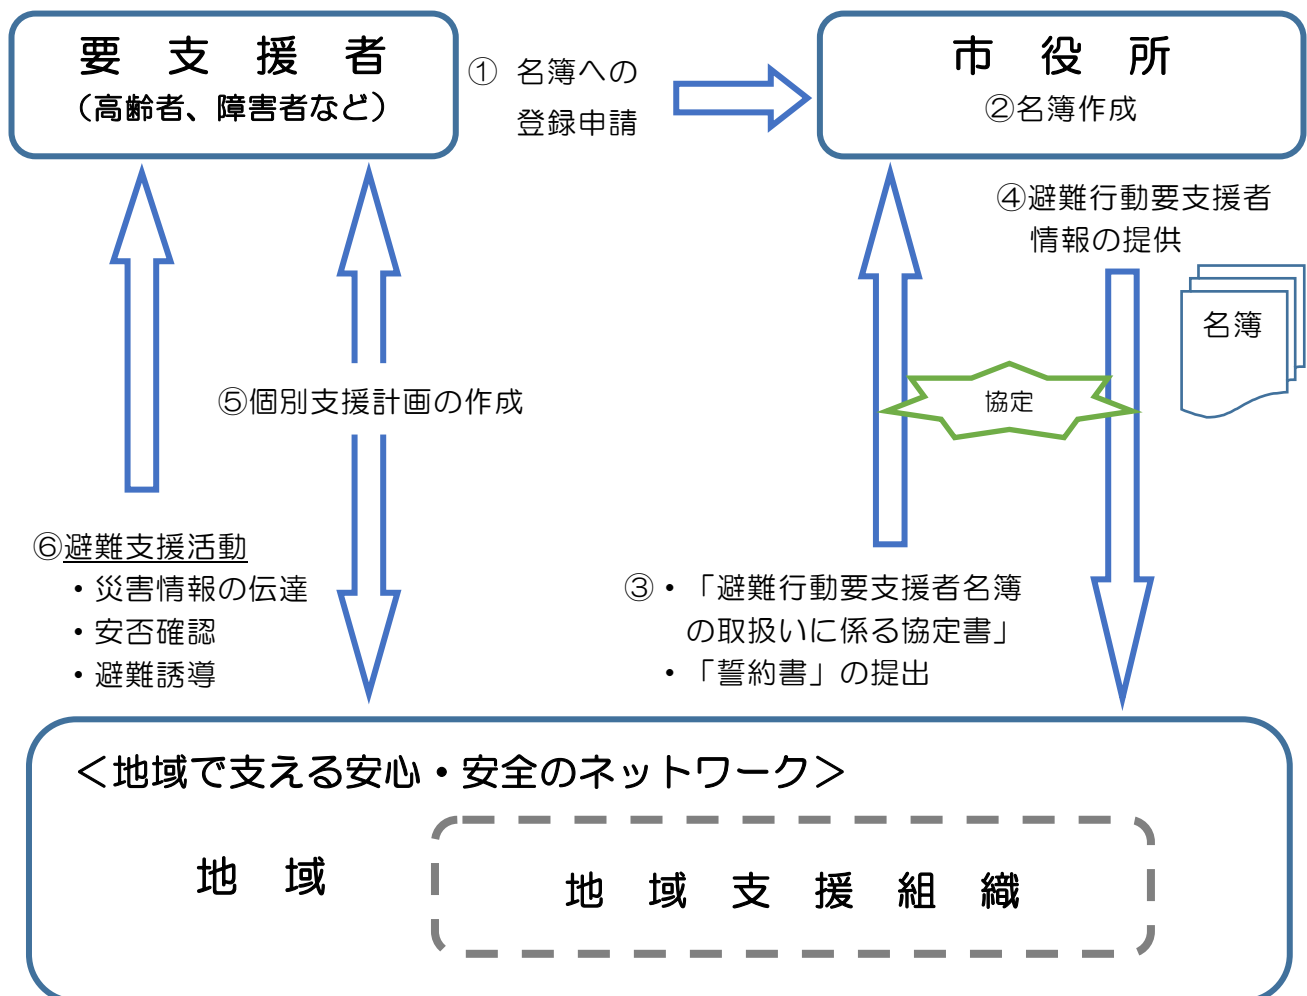 要支援者
（高齢者、障害者など）
① 名簿への
登録申請
市役所
②名簿作成
④避難行動要支援者
情報の提供
名簿
協定
⑤個別支援計画の作成
⑥避難支援活動
・災害情報の伝達
・安否確認
・避難誘導
③・「避難行動要支援者名簿
の取扱いに係る協定書」
・「誓約書」の提出
＜地域で支える安心・安全のネットワーク＞
地域
地域支援組織